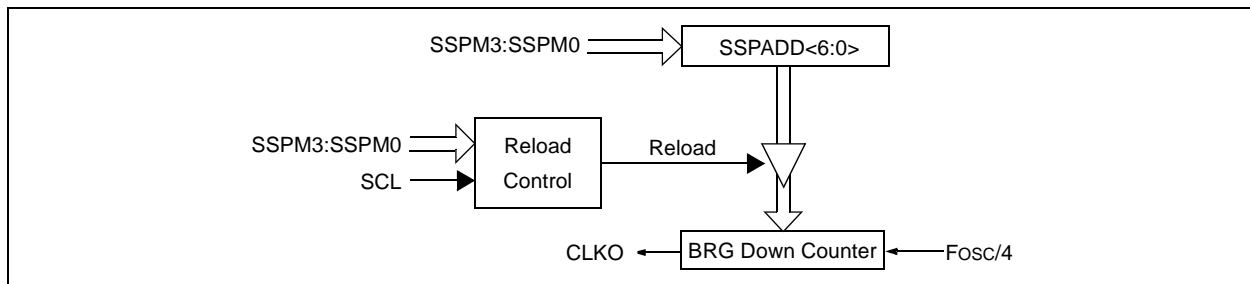 SSPM3:SSPM0
SSPADD<6:0>
SSPM3:SSPM0
SCL
Reload
Control
Reload
CLKO
BRG Down Counter
FOSC/4